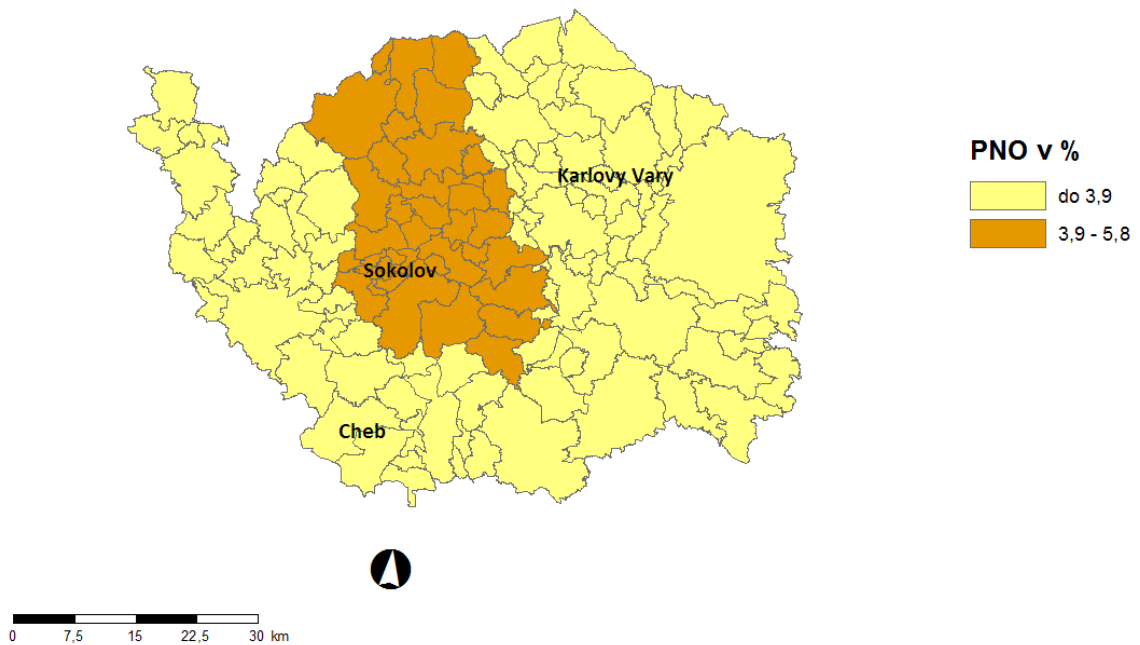 Karlovy Vary
Sokolov
Cheb
PNO v %
do 3,9
3,9 - 5,8
0 7,5 15 22,5 30 km